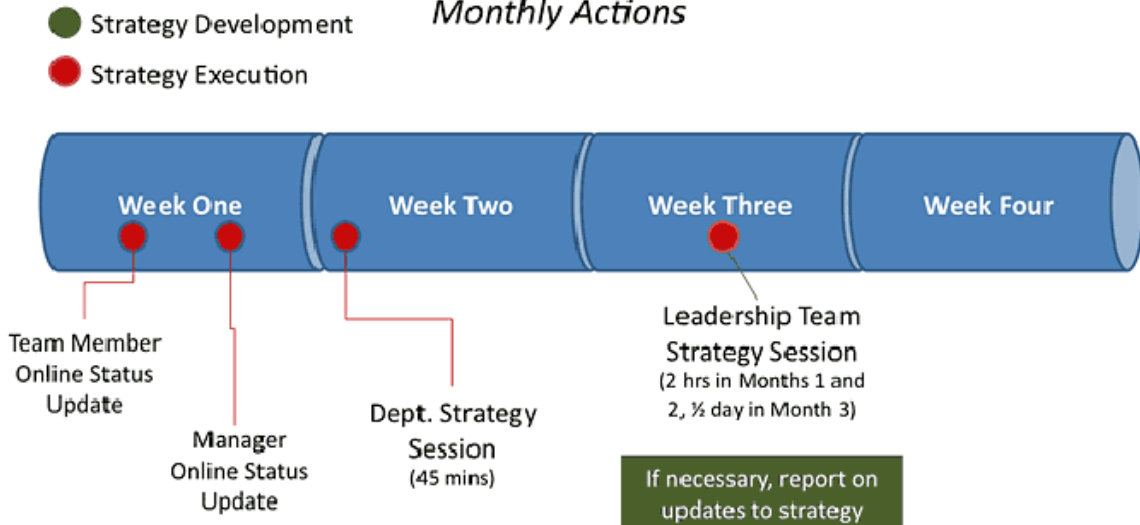 Monthly Actions
Strategy Development
Strategy Execution
Week One
Week Two
Week Three
Week Four
Team Member
Online Status
Update
Manager
Online Status
Update
Dept. Strategy
Session
(45 mins)
Leadership Team
Strategy Session
(2 hrs in Months 1 and
2, ½ day in Month 3)
If necessary, report on
updates to strategy